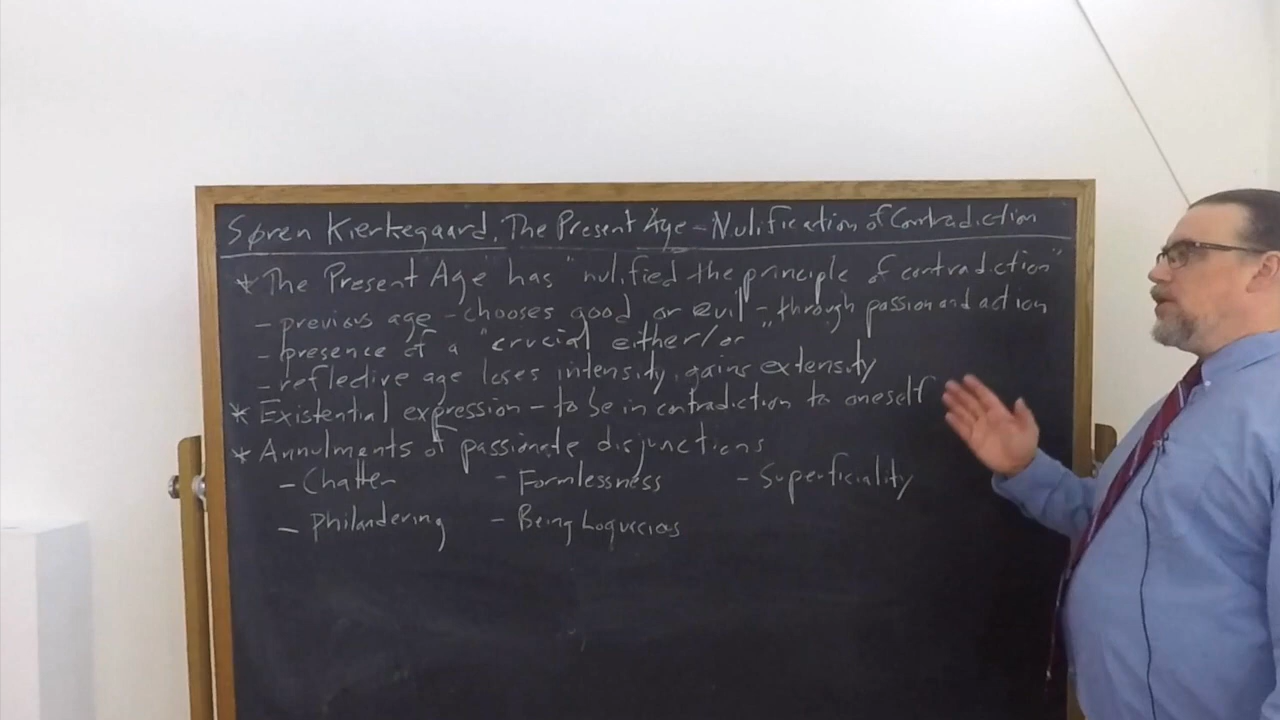 Søren Kierkegaard, The Present Age - Nulification of Contradiction
* The Present Age has "nulified the principle of contradiction"
- previous age - chooses good or evil - through passion and action
- presence of a "crucial either/or"
- reflective age loses intensity, gains extensity
* Existential expression - to be in contradiction to oneself
* Annulments of passionate disjunctions
- Chatter - Formlessness - Superficiality
- Philandering - Being Loquscious